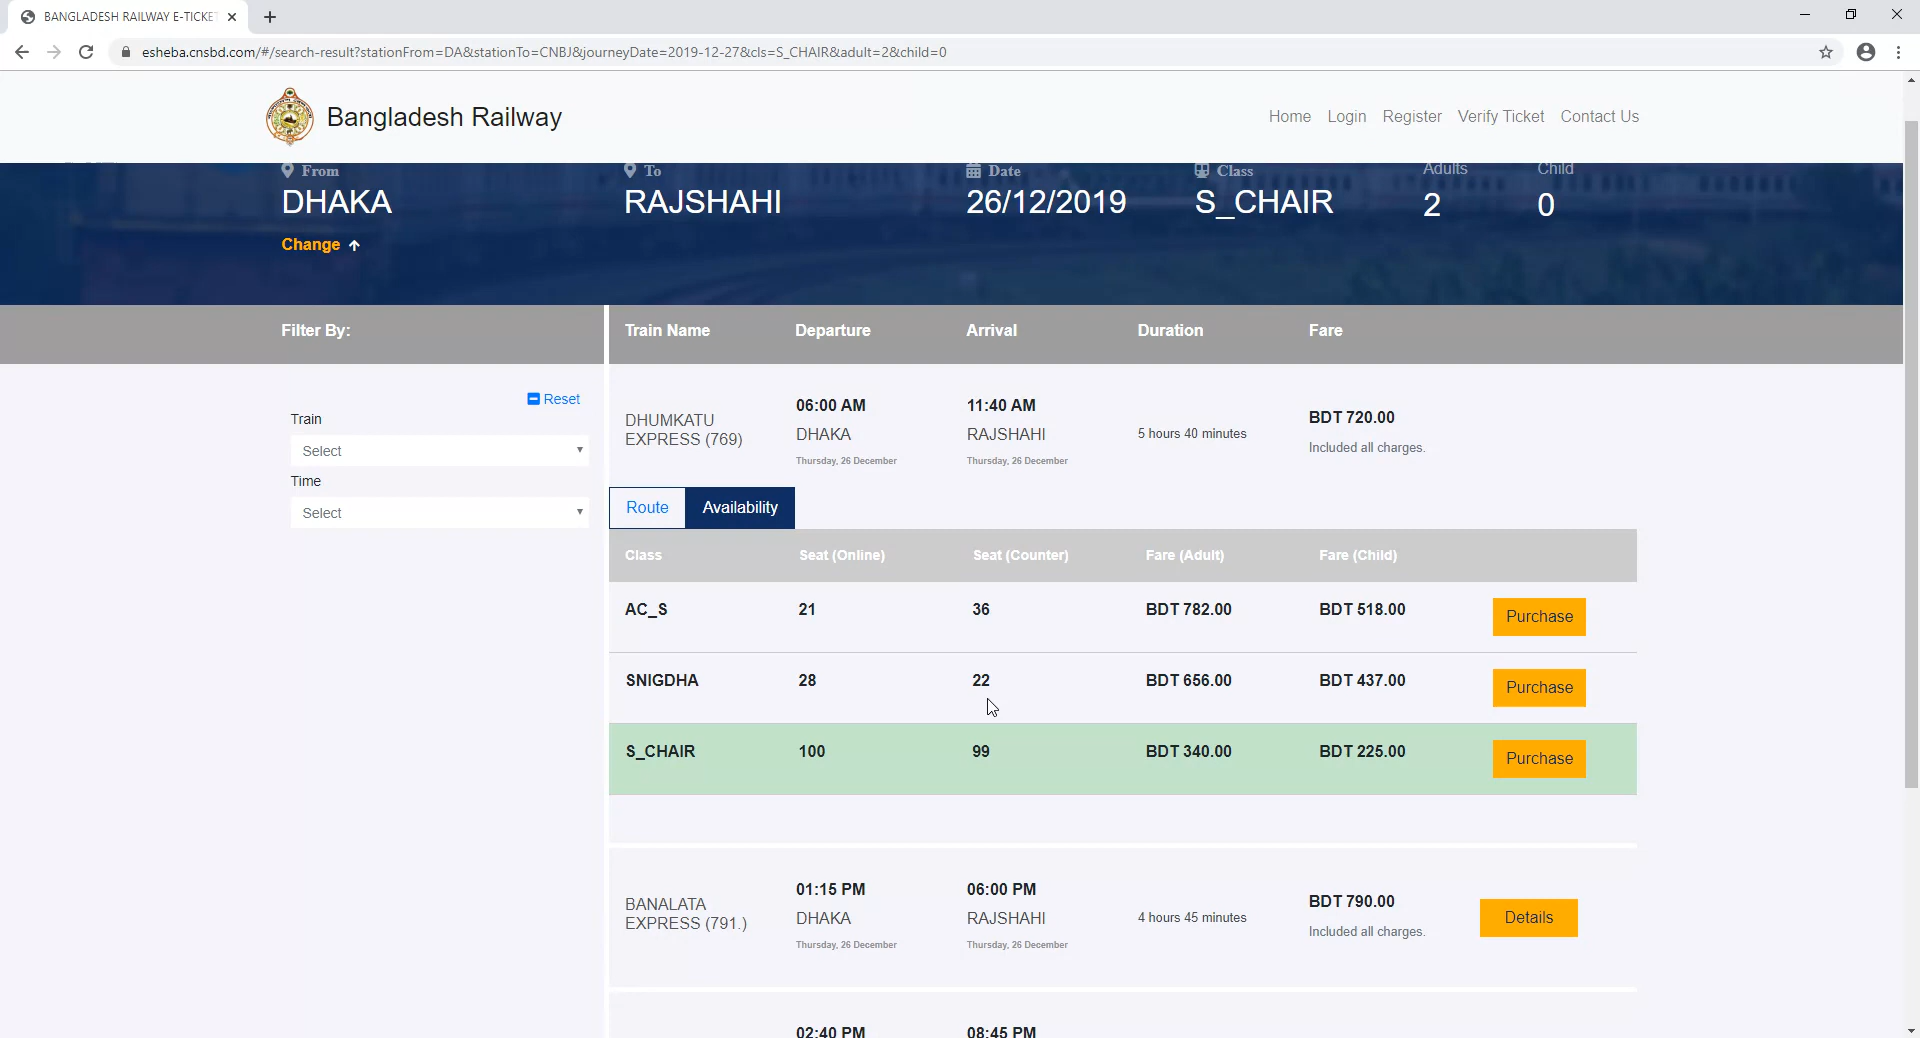 BANGLADESH RAILWAY E-TICKET
esheba.cnsbd.com/#/search-result?stationFrom=DA&stationTo=CNBJ&journeyDate=2019-12-27&cls=S_CHAIR&adult=2&child=0
Bangladesh Railway
Home Login Register Verify Ticket Contact Us
From To Date Class Adults Child
DHAKA RAJSHAHI 26/12/2019 S_CHAIR 2 0
Change
Filter By: Train Name Departure Arrival Duration Fare
Reset
Train
Select
Time
Select
06:00 AM 11:40 AM
DHUMKATU BDT 720.00
EXPRESS (769) DHAKA RAJSHAHI 5 hours 40 minutes
Included all charges.
Thursday, 26 December Thursday, 26 December
Route Availability
Class Seat (Online) Seat (Counter) Fare (Adult) Fare (Child)
AC_S 21 36 BDT 782.00 BDT 518.00 Purchase
SNIGDHA 28 22 BDT 656.00 BDT 437.00 Purchase
S_CHAIR 100 99 BDT 340.00 BDT 225.00 Purchase
01:15 PM 06:00 PM
BANALATA BDT 790.00
EXPRESS (791.) DHAKA RAJSHAHI 4 hours 45 minutes Details
Included all charges.
Thursday, 26 December Thursday, 26 December
02:40 PM 08:45 PM